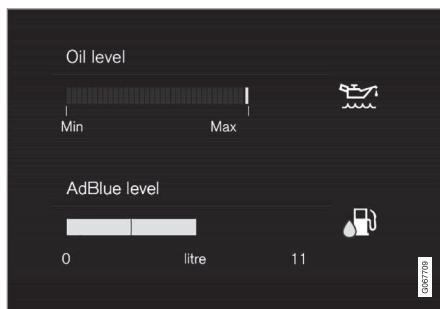 Oil level
Min Max
AdBlue level
0 litre 11
G067709